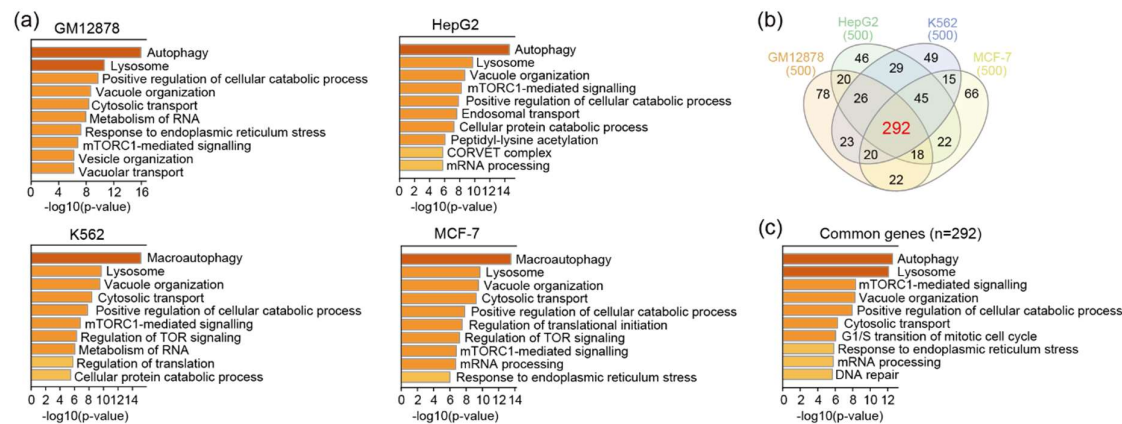 (a)
GM12878
Autophagy
Lysosome
Positive regulation of cellular catabolic process
Vacuole organization
Cytosolic transport
Metabolism of RNA
Response to endoplasmic reticulum stress
mTORC1-mediated signalling
Vesicle organization
Vacuolar transport
0 4 8 12 16
-log10(p-value)
HepG2
Autophagy
Lysosome
Vacuole organization
mTORC1-mediated signalling
Positive regulation of cellular catabolic process
Endosomal transport
Cellular protein catabolic process
Peptidyl-lysine acetylation
CORVET complex
mRNA processing
0 2 4 6 8 10 12 14
-log10(p-value)
K562
Macroautophagy
Lysosome
Vacuole organization
Cytosolic transport
Positive regulation of cellular catabolic process
mTORC1-mediated signalling
Regulation of TOR signaling
Metabolism of RNA
Regulation of translation
Cellular protein catabolic process
0 2 4 6 8 10 12 14
-log10(p-value)
MCF-7
Macroautophagy
Lysosome
Vacuole organization
Cytosolic transport
Positive regulation of cellular catabolic process
Regulation of translational initiation
Regulation of TOR signaling
mTORC1-mediated signalling
mRNA processing
Response to endoplasmic reticulum stress
0 2 4 6 8 10 12 14
-log10(p-value)
(b)
HepG2
(500)
K562
(500)
GM12878
(500)
MCF-7
(500)
46 49
20 29 15
78 26 45 66
292
23 22
20 18
22
(c)
Common genes (n=292)
Autophagy
Lysosome
mTORC1-mediated signalling
Vacuole organization
Positive regulation of cellular catabolic process
Cytosolic transport
G1/S transition of mitotic cell cycle
Response to endoplasmic reticulum stress
mRNA processing
DNA repair
0 2 4 6 8 10 12
-log10(p-value)